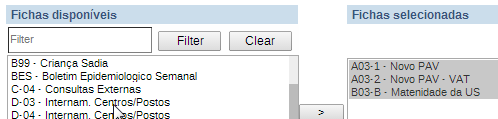 Fichas disponíveis
Filter
Filter
Clear
B99 - Criança Sadia
BES - Boletim Epidemiologico Semanal
C-04 - Consultas Externas
D-03 - Internam. Centros/Postos
D-04 - Internam. Centros/Postos
>
Fichas selecionadas
A03-1 - Novo PAV
A03-2 - Novo PAV - VAT
B03-B - Matenidade da US